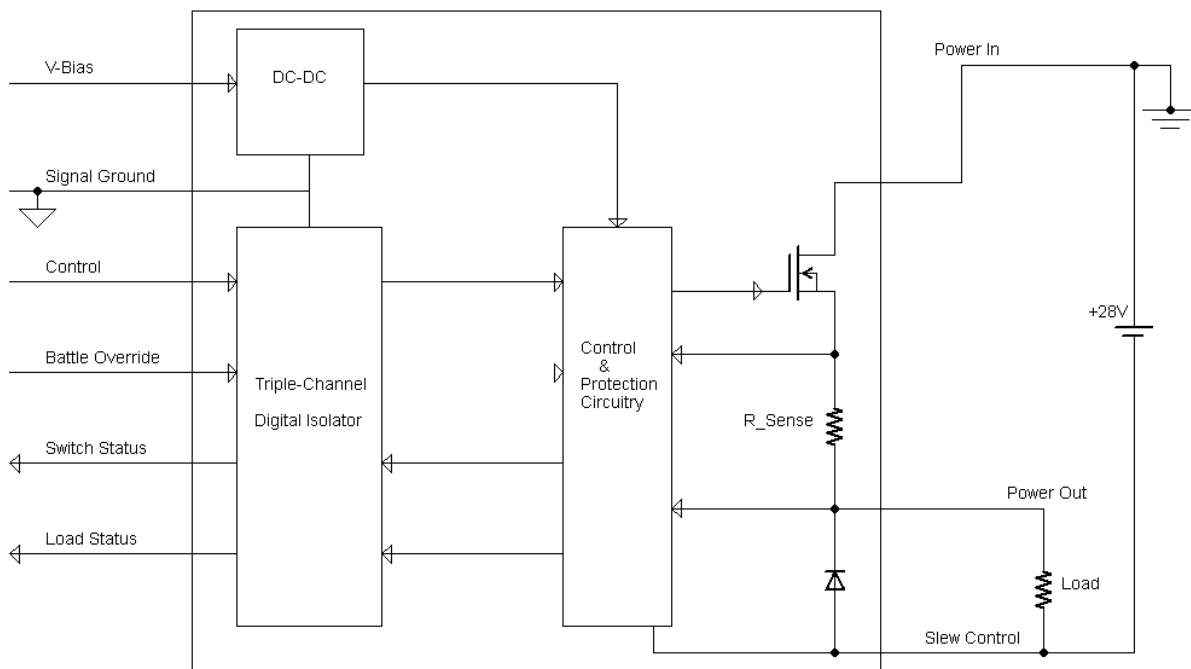 Power In
V-Bias
DC-DC
Signal Ground
Control
+28V
Battle Override
Control
&
Protection
Circuitry
Triple-Channel
Digital Isolator
R_Sense
Switch Status
Power Out
Load Status
Load
Slew Control